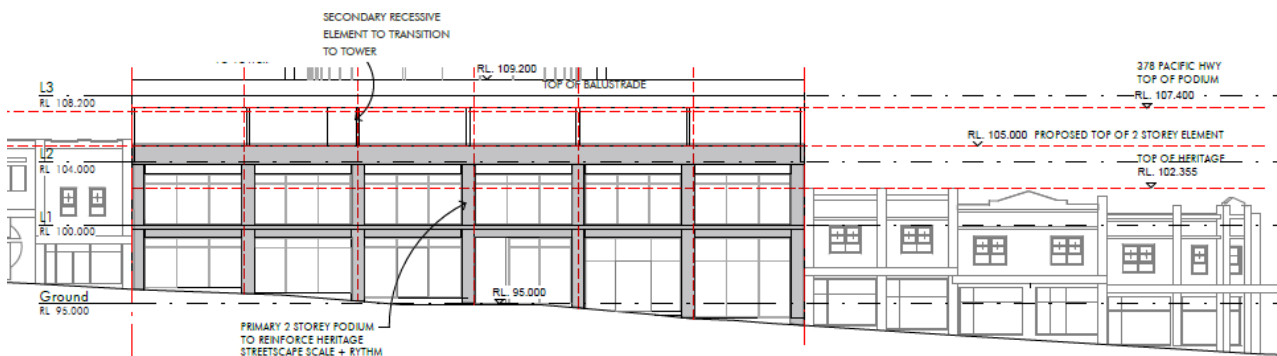 SECONDARY RECESSIVE
ELEMENT TO TRANSITION
TO TOWER
RL. 109.200
TOP OF BALUSTRADE
378 PACIFIC HWY
TOP OF PODIUM
RL. 107.400
L3
RL 108.200
RL. 105.000 PROPOSED TOP OF 2 STOREY ELEMENT
L2
RL 104.000
TOP OF HERITAGE
RL. 102.355
L1
RL 100.000
Ground
RL 95.000
RL. 95.000
PRIMARY 2 STOREY PODIUM
TO REINFORCE HERITAGE
STREETSCAPE SCALE + RYTHM